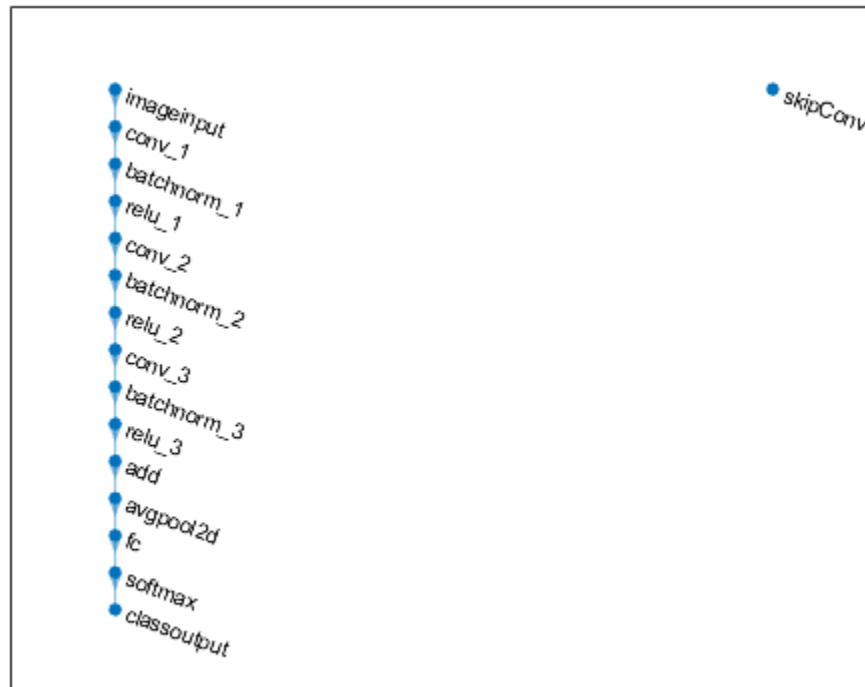 imageinput
conv_1
batchnorm_1
relu_1
conv_2
batchnorm_2
relu_2
conv_3
batchnorm_3
relu_3
add
avgpool2d
fc
softmax
classoutput
skipConv